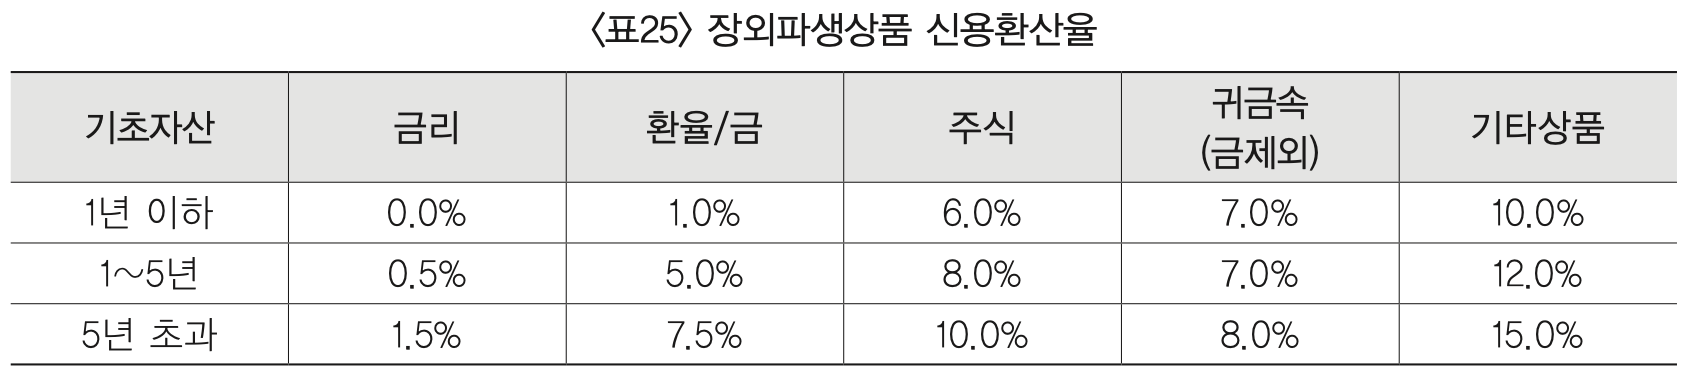 〈표25〉 장외파생상품 신용환산율
기초자산 금리 환율/금 주식 귀금속 (금제외) 기타상품
1년 이하 0.0% 1.0% 6.0% 7.0% 10.0%
1~5년 0.5% 5.0% 8.0% 7.0% 12.0%
5년 초과 1.5% 7.5% 10.0% 8.0% 15.0%